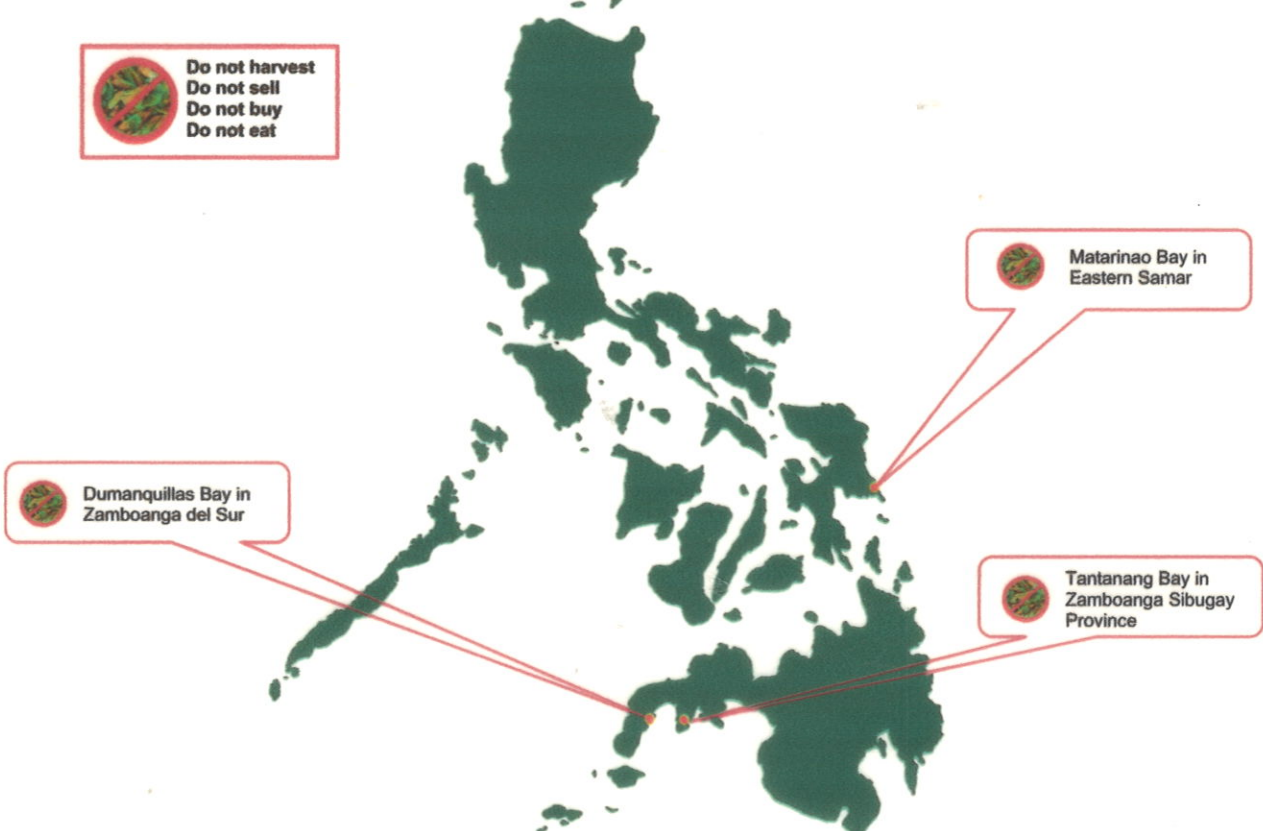 Do not harvest
Do not sell
Do not buy
Do not eat
Matarinao Bay in
Eastern Samar
Dumanquillas Bay in
Zamboanga del Sur
Tantanang Bay in
Zamboanga Sibugay
Province